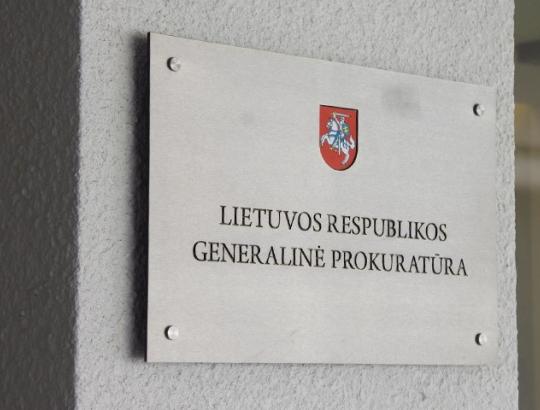 LIETUVOS RESPUBLIKOS
GENERALINĖ PROKURATŪRA